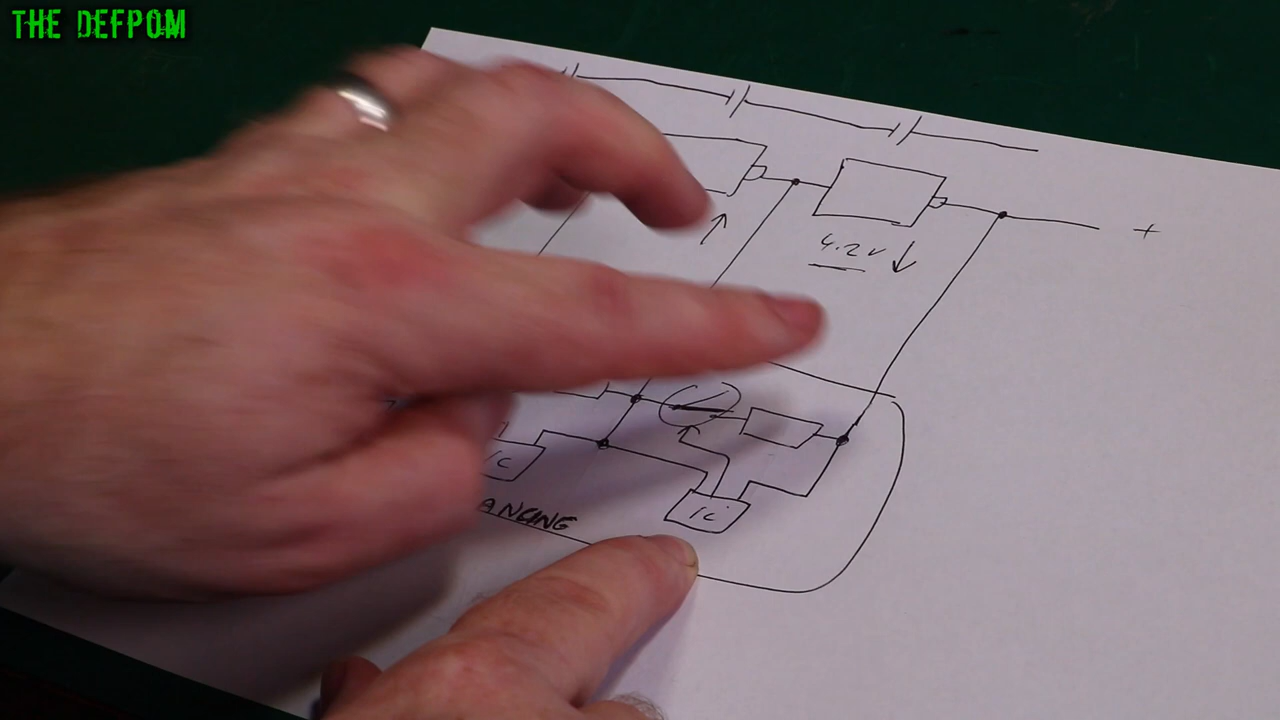 THE DEFPOM
+
4.2v
IC
ANCING
IC